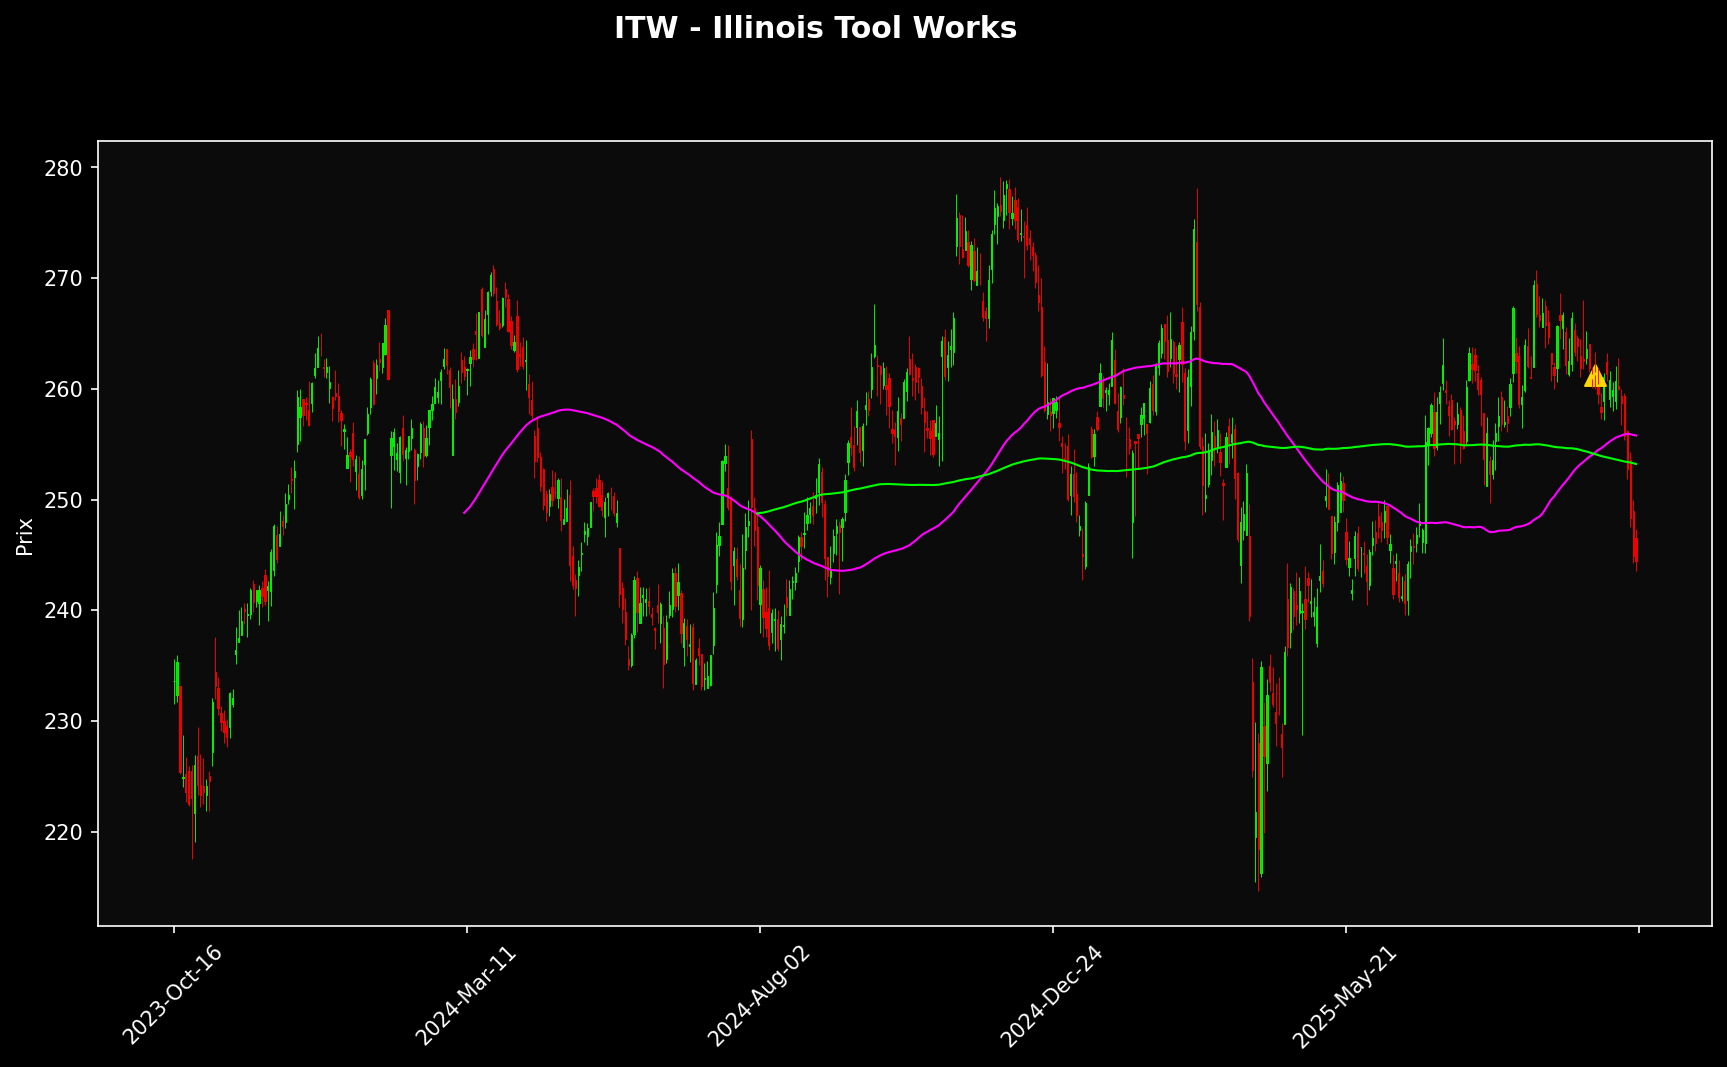 ITW - Illinois Tool Works
280
270
260
250
240
230
220
Prix
2023-Oct-16
2024-Mar-11
2024-Aug-02
2024-Dec-24
2025-May-21